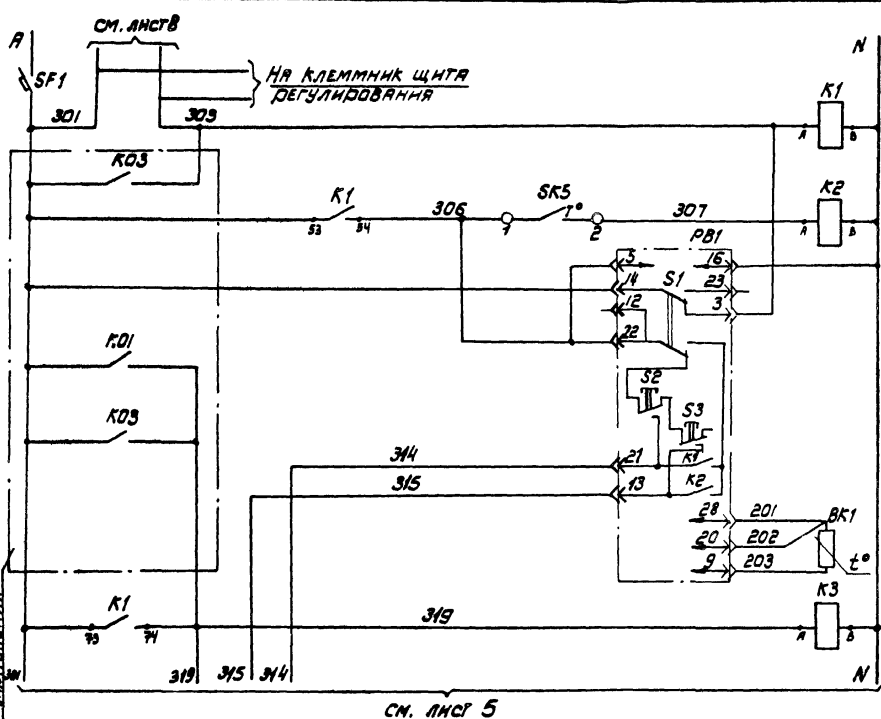 см. лист 8
A
N
SF1
На клеммник щита
регулирования
K1
301
303
A
B
K03
K1
53
54
306
1
SK5
T°
2
307
K2
A
B
PB1
5
16
14
S1
23
12
3
22
K01
S2
K03
S3
314
21
K1
315
13
K2
28
201
BK1
20
202
9
203
t°
K1
73
74
319
K3
A
B
301
319
315
314
N
см. лист 5